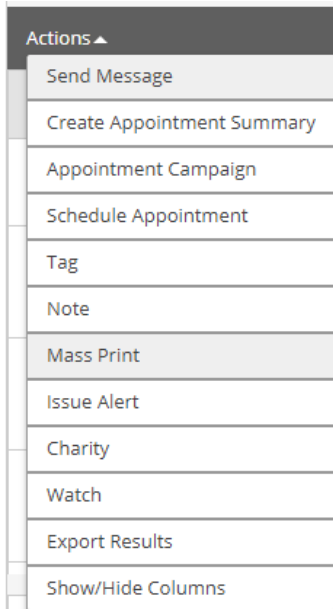 Actions ▲
Send Message
Create Appointment Summary
Appointment Campaign
Schedule Appointment
Tag
Note
Mass Print
Issue Alert
Charity
Watch
Export Results
Show/Hide Columns